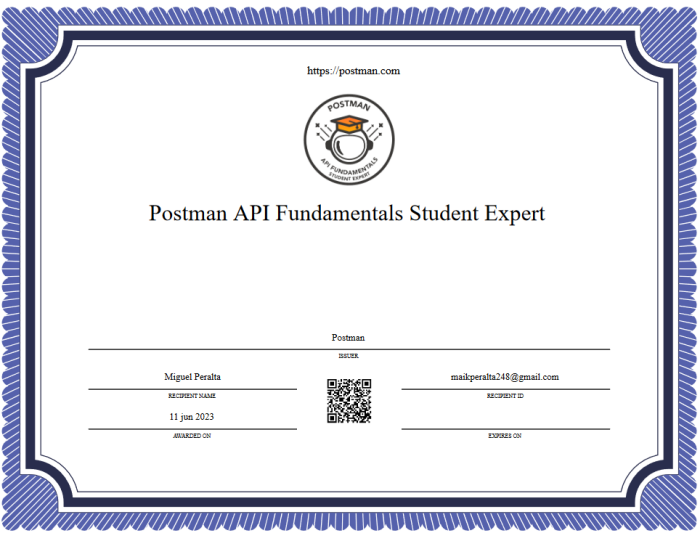 https://postman.com
POSTMAN
API FUNDAMENTALS
STUDENT EXPERT
Postman API Fundamentals Student Expert
Postman
ISSUER
Miguel Peralta
RECIPIENT NAME
maikperalta248@gmail.com
RECIPIENT ID
11 jun 2023
AWARDED ON
EXPIRES ON